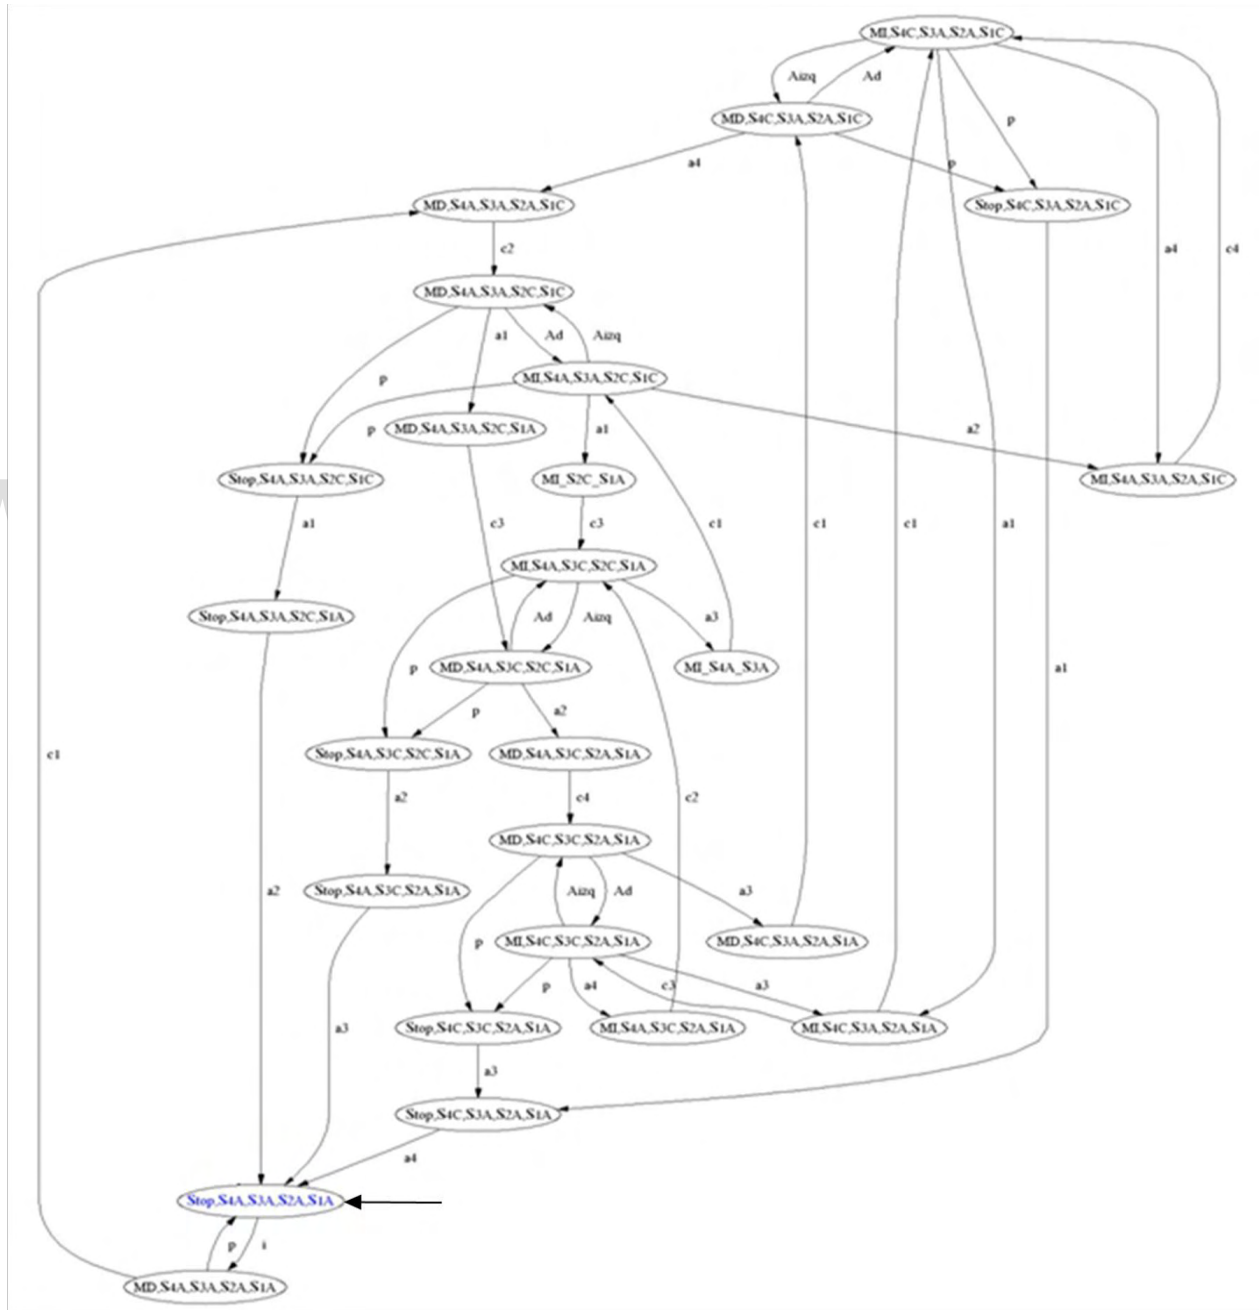 MI,S4C,S3A,S2A,S1C
Aizq
Ad
MD,S4C,S3A,S2A,S1C
p
a4
p
MD,S4A,S3A,S2A,S1C
Stop,S4C,S3A,S2A,S1C
c2
a4
c4
MD,S4A,S3A,S2C,S1C
a1
Ad
Aizq
p
MI,S4A,S3A,S2C,S1C
p
MD,S4A,S3A,S2C,S1A
a1
a2
Stop,S4A,S3A,S2C,S1C
MI_S2C_S1A
MI,S4A,S3A,S2A,S1C
a1
c3
c3
c1
c1
c1
a1
MI,S4A,S3C,S2C,S1A
Stop,S4A,S3A,S2C,S1A
Ad
Aizq
a3
p
MD,S4A,S3C,S2C,S1A
MI_S4A_S3A
a1
p
a2
c1
Stop,S4A,S3C,S2C,S1A
MD,S4A,S3C,S2A,S1A
a2
c4
c2
MD,S4C,S3C,S2A,S1A
a2
Stop,S4A,S3C,S2A,S1A
Aizq
Ad
a3
p
MI,S4C,S3C,S2A,S1A
MD,S4C,S3A,S2A,S1A
p
a4
c3
a3
a3
Stop,S4C,S3C,S2A,S1A
MI,S4A,S3C,S2A,S1A
MI,S4C,S3A,S2A,S1A
a3
Stop,S4C,S3A,S2A,S1A
a4
Stop,S4A,S3A,S2A,S1A
p
i
MD,S4A,S3A,S2A,S1A